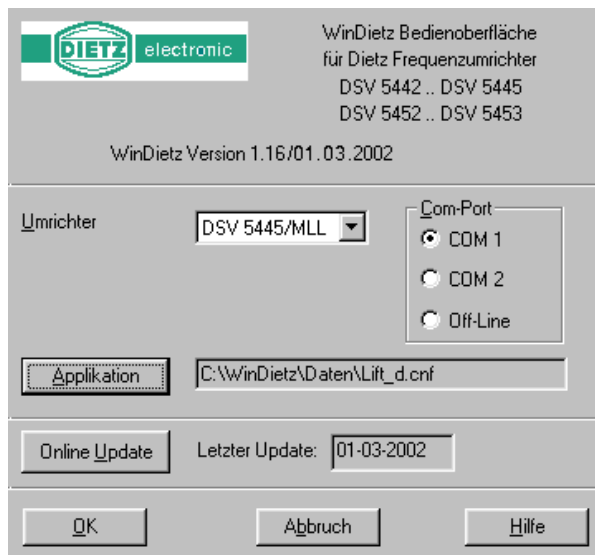 DIETZ electronic
WinDietz Bedienoberfläche
für Dietz Frequenzumrichter
DSV 5442 .. DSV 5445
DSV 5452 .. DSV 5453
WinDietz Version 1.16/01.03.2002
Umrichter
DSV 5445/MLL
Com-Port
COM 1
COM 2
Off-Line
Applikation
C:\WinDietz\Daten\Lift_d.cnf
Online Update
Letzter Update:
01-03-2002
OK
Abbruch
Hilfe